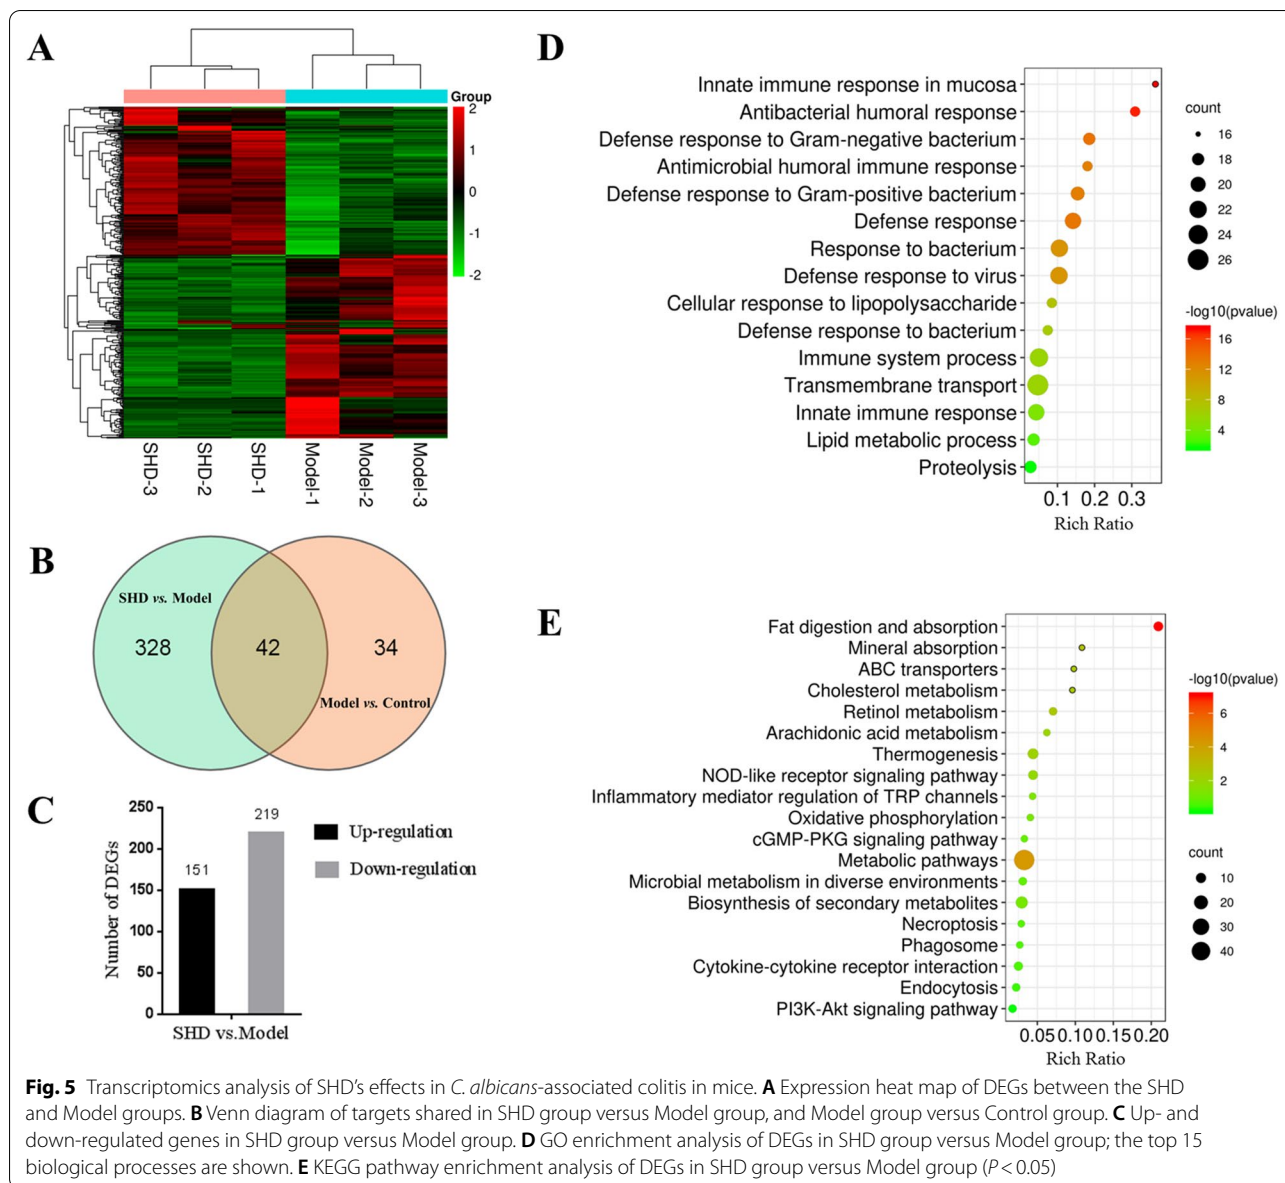 A
Group
2
1
0
-1
-2
SHD-3
SHD-2
SHD-1
Model-1
Model-2
Model-3
B
SHD vs. Model
328
42
34
Model vs. Control
C
Number of DEGs
250
200
150
100
50
0
151
219
Up-regulation
Down-regulation
SHD vs.Model
D
Innate immune response in mucosa
Antibacterial humoral response
Defense response to Gram-negative bacterium
Antimicrobial humoral immune response
Defense response to Gram-positive bacterium
Defense response
Response to bacterium
Defense response to virus
Cellular response to lipopolysaccharide
Defense response to bacterium
Immune system process
Transmembrane transport
Innate immune response
Lipid metabolic process
Proteolysis
0.1 0.2 0.3
Rich Ratio
count
16
18
20
22
24
26
-log10(pvalue)
16
12
8
4
E
Fat digestion and absorption
Mineral absorption
ABC transporters
Cholesterol metabolism
Retinol metabolism
Arachidonic acid metabolism
Thermogenesis
NOD-like receptor signaling pathway
Inflammatory mediator regulation of TRP channels
Oxidative phosphorylation
cGMP-PKG signaling pathway
Metabolic pathways
Microbial metabolism in diverse environments
Biosynthesis of secondary metabolites
Necroptosis
Phagosome
Cytokine-cytokine receptor interaction
Endocytosis
PI3K-Akt signaling pathway
0.05 0.10 0.15 0.20
Rich Ratio
-log10(pvalue)
6
4
2
count
10
20
30
40
Fig. 5 Transcriptomics analysis of SHD's effects in C. albicans-associated colitis in mice. A Expression heat map of DEGs between the SHD
and Model groups. B Venn diagram of targets shared in SHD group versus Model group, and Model group versus Control group. C Up- and
down-regulated genes in SHD group versus Model group. D GO enrichment analysis of DEGs in SHD group versus Model group; the top 15
biological processes are shown. E KEGG pathway enrichment analysis of DEGs in SHD group versus Model group (P < 0.05)